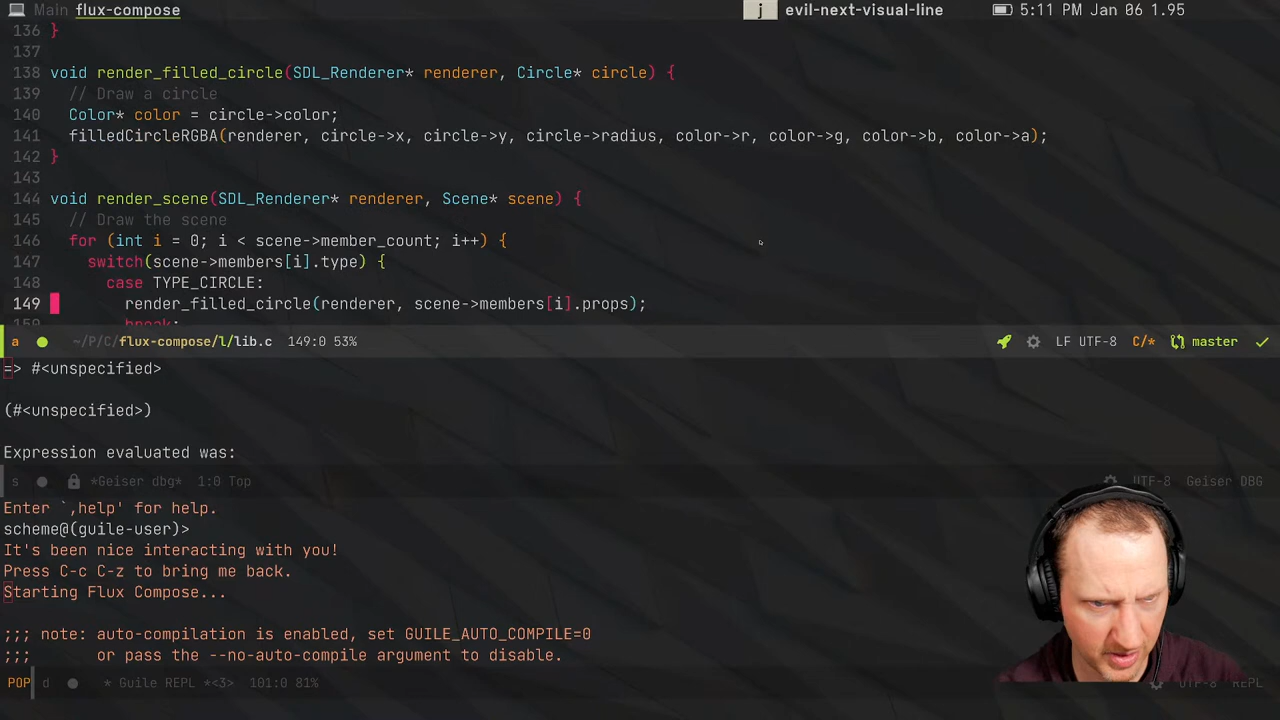 Main flux-compose j evil-next-visual-line 5:11 PM Jan 06 1.95
136 }
137
138 void render_filled_circle(SDL_Renderer* renderer, Circle* circle) {
139   // Draw a circle
140   Color* color = circle->color;
141   filledCircleRGBA(renderer, circle->x, circle->y, circle->radius, color->r, color->g, color->b, color->a);
142 }
143
144 void render_scene(SDL_Renderer* renderer, Scene* scene) {
145   // Draw the scene
146   for (int i = 0; i < scene->member_count; i++) {
147     switch(scene->members[i].type) {
148       case TYPE_CIRCLE:
149         render_filled_circle(renderer, scene->members[i].props);
150         break;
a ~/P/C/flux-compose/l/lib.c 149:0 53% LF UTF-8 C/* master
=> #<unspecified>
(#<unspecified>)
Expression evaluated was:
s *Geiser dbg* 1:0 Top UTF-8 Geiser DBG
Enter `,help' for help.
scheme@(guile-user)>
It's been nice interacting with you!
Press C-c C-z to bring me back.
Starting Flux Compose...
;;; note: auto-compilation is enabled, set GUILE_AUTO_COMPILE=0
;;;       or pass the --no-auto-compile argument to disable.
POP d * Guile REPL *<3> 101:0 81% UTF-8 REPL